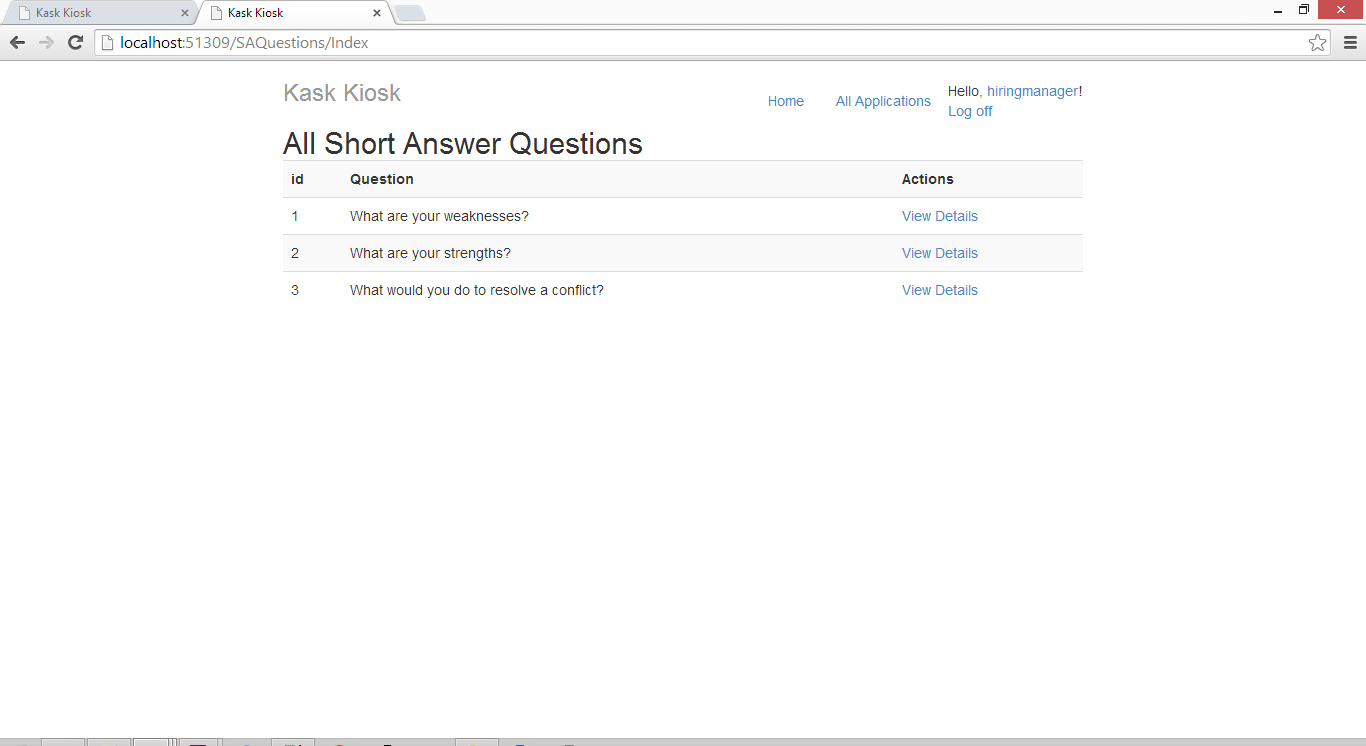 Kask Kiosk
Kask Kiosk
localhost:51309/SAQuestions/Index
Kask Kiosk
Home
All Applications
Hello, hiringmanager!
Log off
All Short Answer Questions
id Question Actions
1 What are your weaknesses? View Details
2 What are your strengths? View Details
3 What would you do to resolve a conflict? View Details